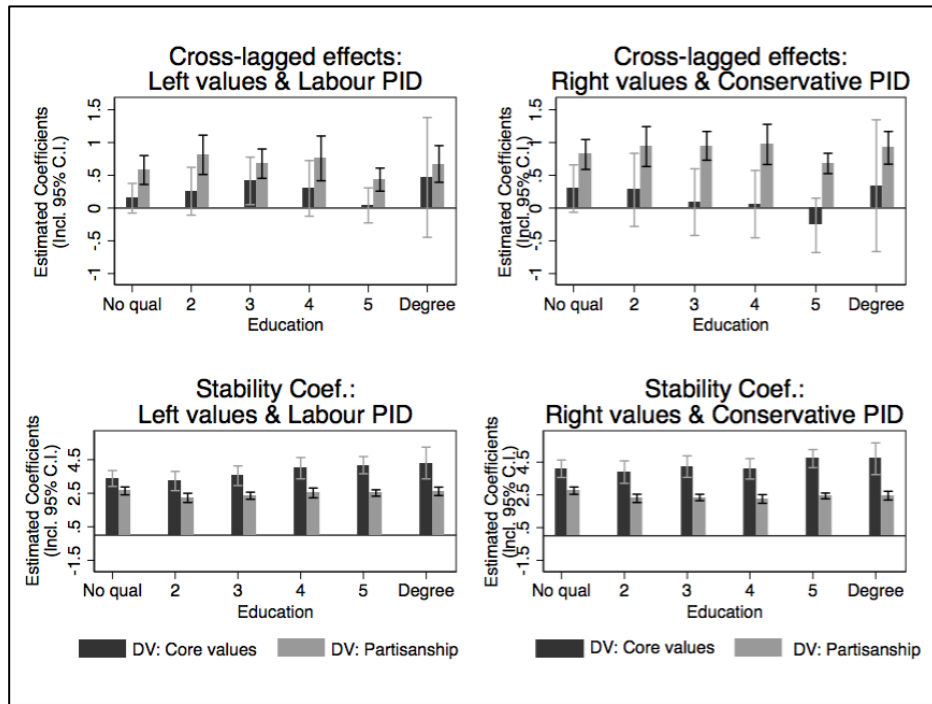 Cross-lagged effects:
Left values & Labour PID
Estimated Coefficients
(Incl. 95% C.I.)
1.5
1
.5
0
-.5
-1
No qual 2 3 4 5 Degree
Education
Cross-lagged effects:
Right values & Conservative PID
Estimated Coefficients
(Incl. 95% C.I.)
1.5
1
.5
0
-.5
-1
No qual 2 3 4 5 Degree
Education
Stability Coef.:
Left values & Labour PID
Estimated Coefficients
(Incl. 95% C.I.)
4.5
2.5
.5
-1.5
No qual 2 3 4 5 Degree
Education
DV: Core values DV: Partisanship
Stability Coef.:
Right values & Conservative PID
Estimated Coefficients
(Incl. 95% C.I.)
4.5
2.5
.5
-1.5
No qual 2 3 4 5 Degree
Education
DV: Core values DV: Partisanship